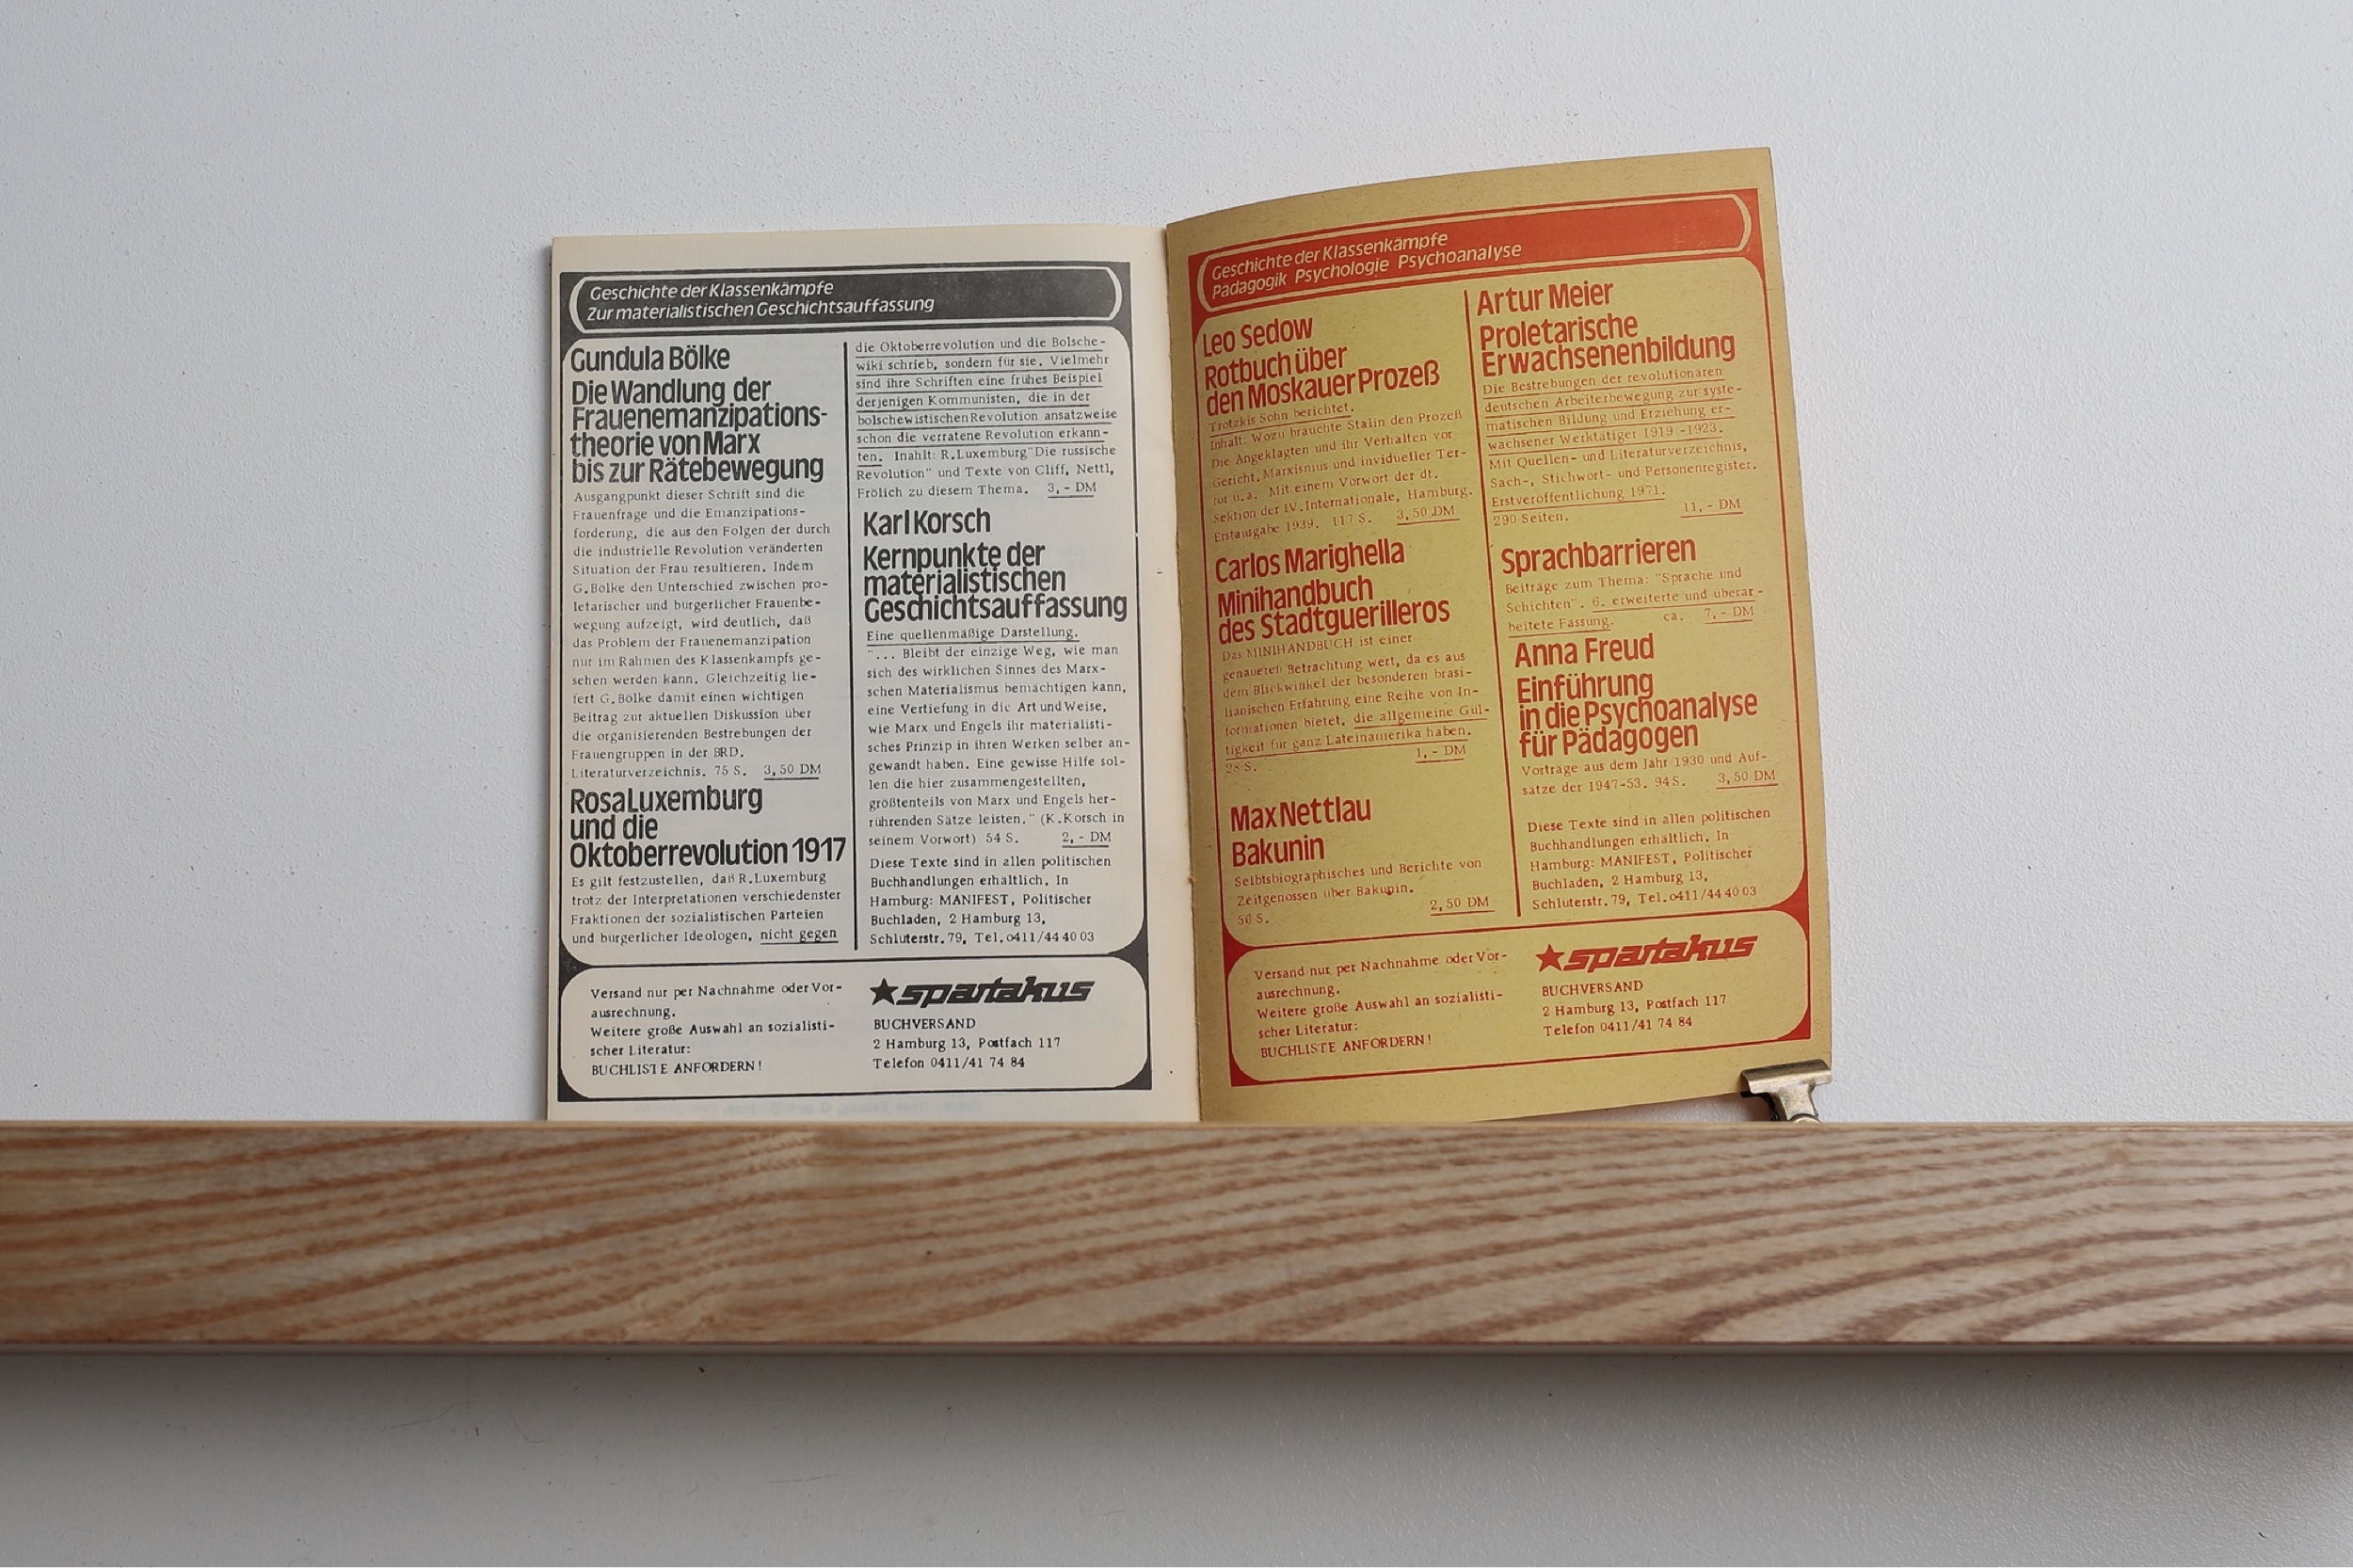 Geschichte der Klassenkämpfe
Zur materialistischen Geschichtsauffassung
Gundula Bölke
Die Wandlung der
Frauenemanzipations-
theorie von Marx
bis zur Rätebewegung
Ausgangpunkt dieser Schrift sind die
Frauenfrage und die Emanzipations-
forderung, die aus den Folgen der durch
die industrielle Revolution veränderten
Situation der Frau resultieren. Indem
G. Bölke den Unterschied zwischen pro-
letarischer und bürgerlicher Frauenbe-
wegung aufzeigt, wird deutlich, daß
das Problem der Frauenemanzipation
nur im Rahmen des Klassenkampfs ge-
sehen werden kann. Gleichzeitig lie-
fert G. Bölke damit einen wichtigen
Beitrag zur aktuellen Diskussion über
die organisierenden Bestrebungen der
Frauengruppen in der BRD.
Literaturverzeichnis. 75 S. 3,50 DM
Rosa Luxemburg
und die
Oktoberrevolution 1917
Es gilt festzustellen, daß R. Luxemburg
trotz der Interpretationen verschiedenster
Fraktionen der sozialistischen Parteien
und bürgerlicher Ideologen, nicht gegen
die Oktoberrevolution und die Bolsche-
wiki schrieb, sondern für sie. Vielmehr
sind ihre Schriften eine frühes Beispiel
derjenigen Kommunisten, die in der
bolschewistischen Revolution ansatzweise
schon die verratene Revolution erkann-
ten. Inahlt: R. Luxemburg "Die russische
Revolution" und Texte von Cliff, Nettl,
Frölich zu diesem Thema. 3,- DM
Karl Korsch
Kernpunkte der
materialistischen
Geschichtsauffassung
Eine quellenmäßige Darstellung.
"... Bleibt der einzige Weg, wie man
sich des wirklichen Sinnes des Marx-
schen Materialismus bemächtigen kann,
eine Vertiefung in die Art und Weise,
wie Marx und Engels ihr materialisti-
sches Prinzip in ihren Werken selber an-
gewandt haben. Eine gewisse Hilfe sol-
len die hier zusammengestellten,
größtenteils von Marx und Engels her-
rührenden Sätze leisten." (K. Korsch in
seinem Vorwort) 54 S. 2,- DM
Diese Texte sind in allen politischen
Buchhandlungen erhältlich. In
Hamburg: MANIFEST, Politischer
Buchladen, 2 Hamburg 13,
Schlüterstr. 79, Tel. 0411/44 40 03
Versand nur per Nachnahme oder Vor-
ausrechnung.
Weitere große Auswahl an sozialisti-
scher Literatur:
BUCHLISTE ANFORDERN!
★spartakus
BUCHVERSAND
2 Hamburg 13, Postfach 117
Telefon 0411/41 74 84
Geschichte der Klassenkämpfe
Pädagogik Psychologie Psychoanalyse
Leo Sedow
Rotbuch über
den Moskauer Prozeß
Trotzkis Sohn berichtet.
Inhalt: Wozu brauchte Stalin den Prozeß
Die Angeklagten und ihr Verhalten vor
Gericht. Marxismus und invidueller Ter-
ror u.a. Mit einem Vorwort der dt.
Sektion der IV. Internationale, Hamburg.
Erstausgabe 1939. 117 S. 3,50 DM
Carlos Marighella
Minihandbuch
des Stadtguerilleros
Das MINIHANDBUCH ist einer
genaueren Betrachtung wert, da es aus
dem Blickwinkel der besonderen brasi-
lianischen Erfahrung eine Reihe von In-
formationen bietet, die allgemeine Gül-
tigkeit für ganz Lateinamerika haben.
28 S. 1,- DM
Max Nettlau
Bakunin
Selbtsbiographisches und Berichte von
Zeitgenossen über Bakunin.
56 S. 2,50 DM
Artur Meier
Proletarische
Erwachsenenbildung
Die Bestrebungen der revolutionären
deutschen Arbeiterbewegung zur syste-
matischen Bildung und Erziehung er-
wachsener Werktätiger 1919 -1923.
Mit Quellen- und Literaturverzeichnis,
Sach-, Stichwort- und Personenregister.
Erstveröffentlichung 1971.
290 Seiten. 11,- DM
Sprachbarrieren
Beiträge zum Thema: "Sprache und
Schichten". 6. erweiterte und überar-
beitete Fassung. ca. 7,- DM
Anna Freud
Einführung
in die Psychoanalyse
für Pädagogen
Vorträge aus dem Jahr 1930 und Auf-
sätze der 1947-53. 94 S. 3,50 DM
Diese Texte sind in allen politischen
Buchhandlungen erhältlich. In
Hamburg: MANIFEST, Politischer
Buchladen, 2 Hamburg 13,
Schlüterstr. 79, Tel. 0411/44 40 03
Versand nur per Nachnahme oder Vor-
ausrechnung.
Weitere große Auswahl an sozialisti-
scher Literatur:
BUCHLISTE ANFORDERN!
★spartakus
BUCHVERSAND
2 Hamburg 13, Postfach 117
Telefon 0411/41 74 84